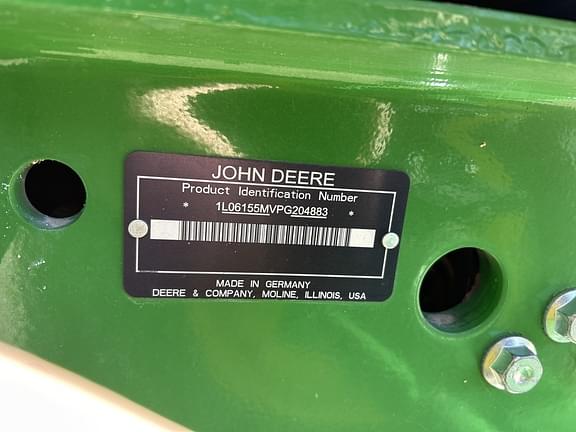 JOHN DEERE
Product Identification Number
* 1L06155MVPG204883 *
MADE IN GERMANY
DEERE & COMPANY, MOLINE, ILLINOIS, USA